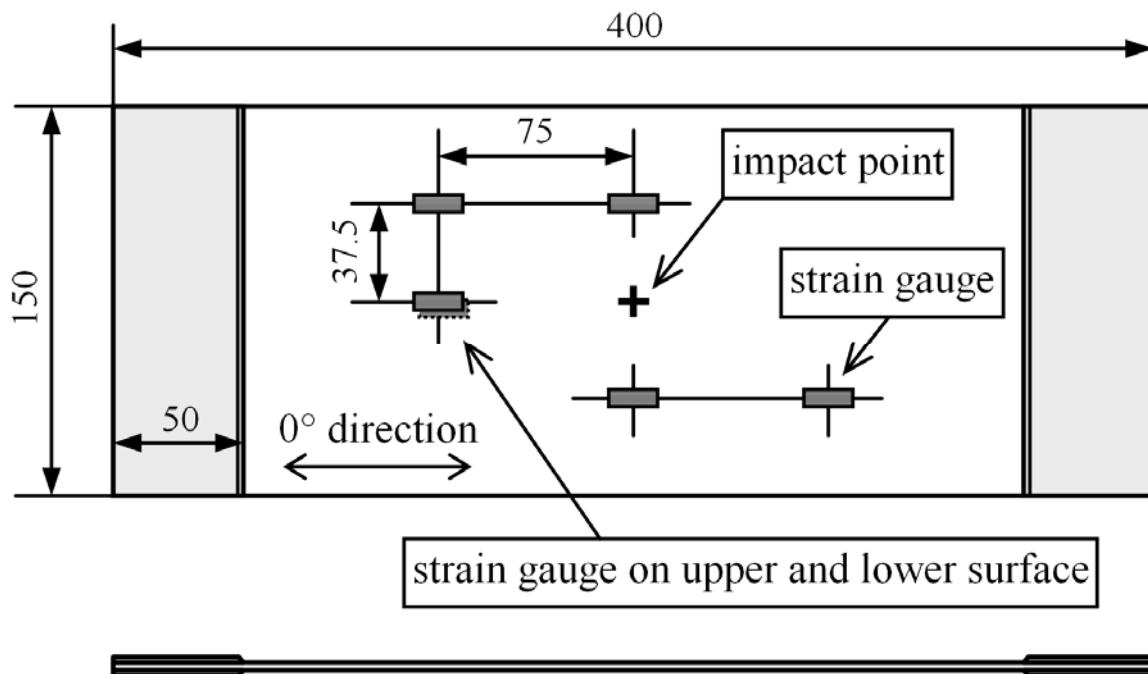 400
75
impact point
37.5
strain gauge
150
50
0° direction
strain gauge on upper and lower surface